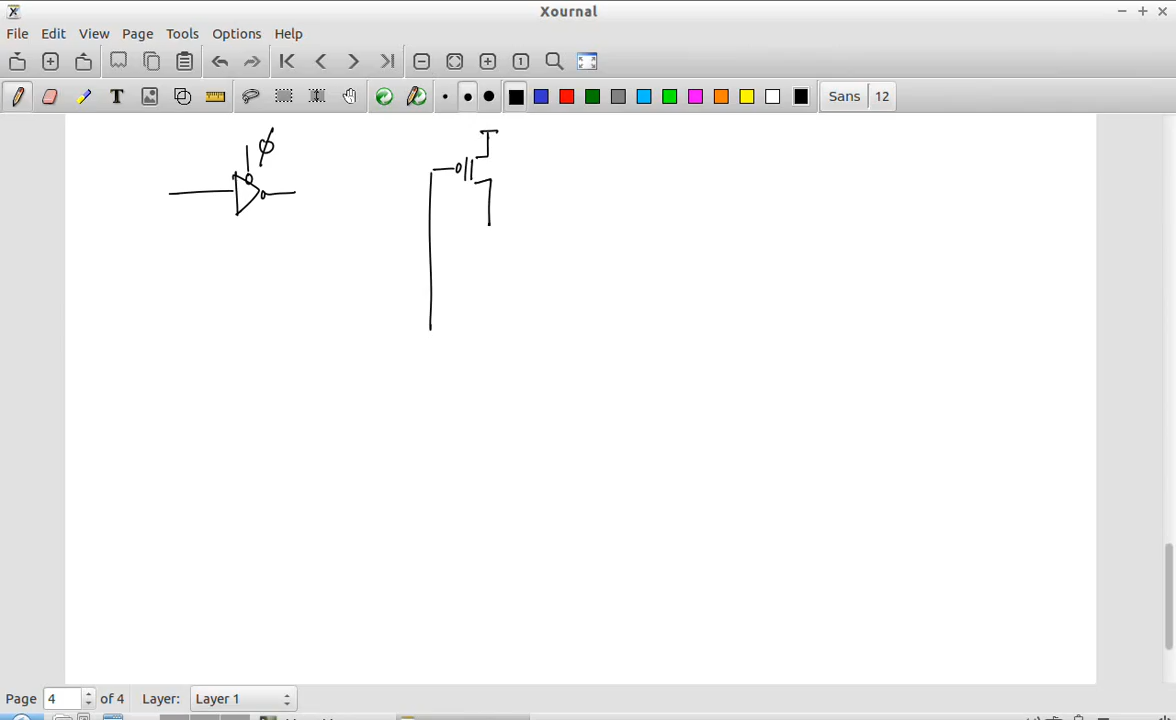 Xournal
File Edit View Page Tools Options Help
Sans 12
ϕ
Page 4 of 4 Layer: Layer 1